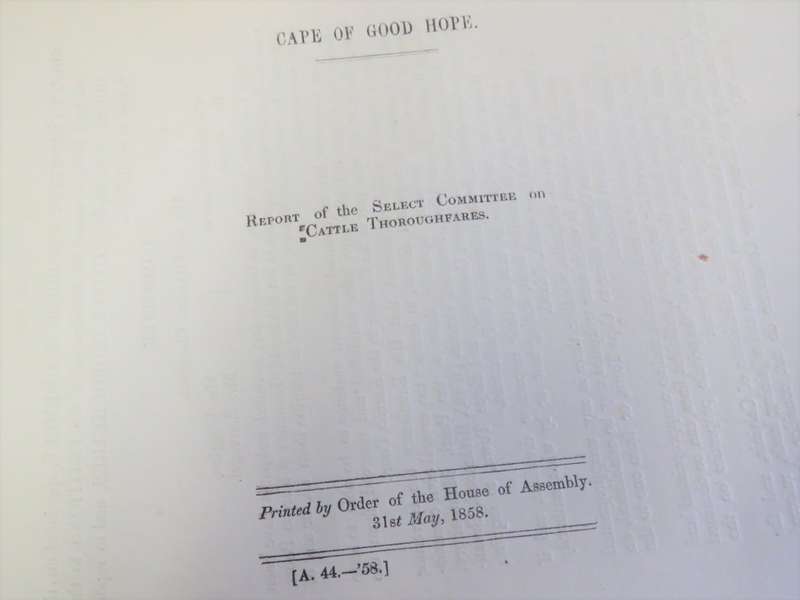 CAPE OF GOOD HOPE.
REPORT of the SELECT COMMITTEE on
CATTLE THOROUGHFARES.
Printed by Order of the House of Assembly.
31st May, 1858.
[A. 44.—'58.]